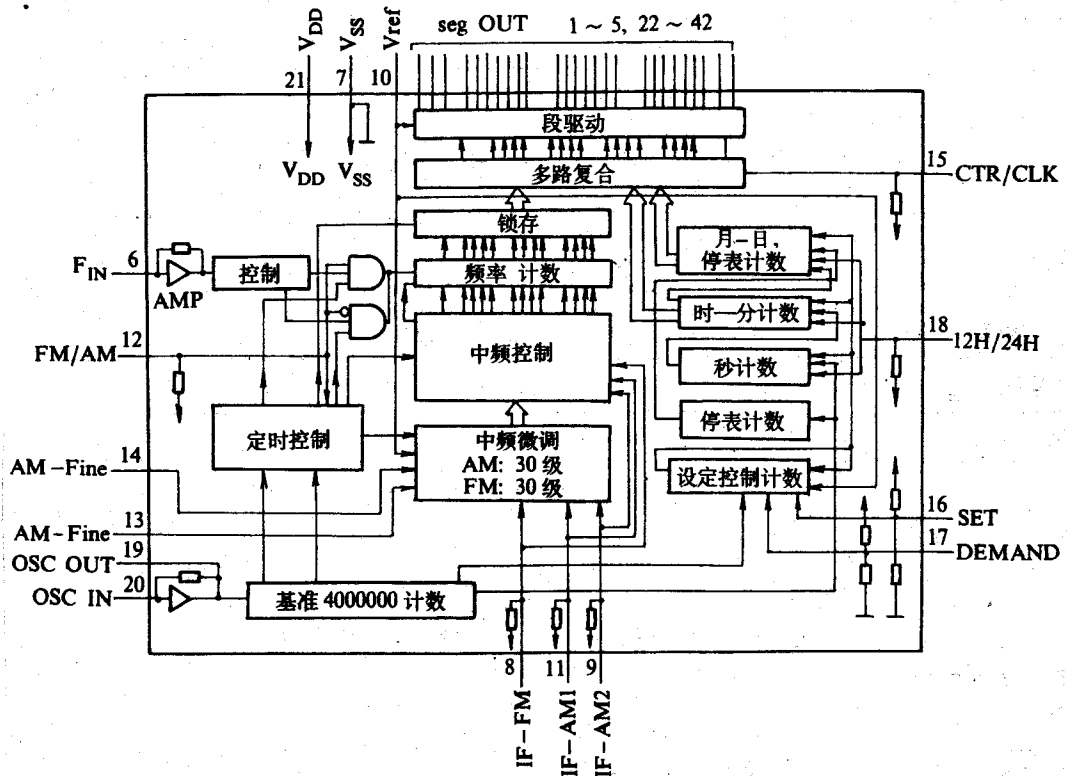 seg OUT 1 ~ 5, 22 ~ 42
VDD
VSS
Vref
21
7
10
段驱动
VDD
VSS
多路复合
15
CTR/CLK
锁存
月-日,
停表计数
6
FIN
AMP
控制
频率 计数
时一分计数
12
FM/AM
中频控制
18
12H/24H
秒计数
定时控制
停表计数
中频微调
AM: 30 级
FM: 30 级
14
AM-Fine
设定控制计数
13
AM-Fine
16
SET
19
OSC OUT
17
DEMAND
20
OSC IN
基准 4000000 计数
8
11
9
IF-FM
IF-AM1
IF-AM2